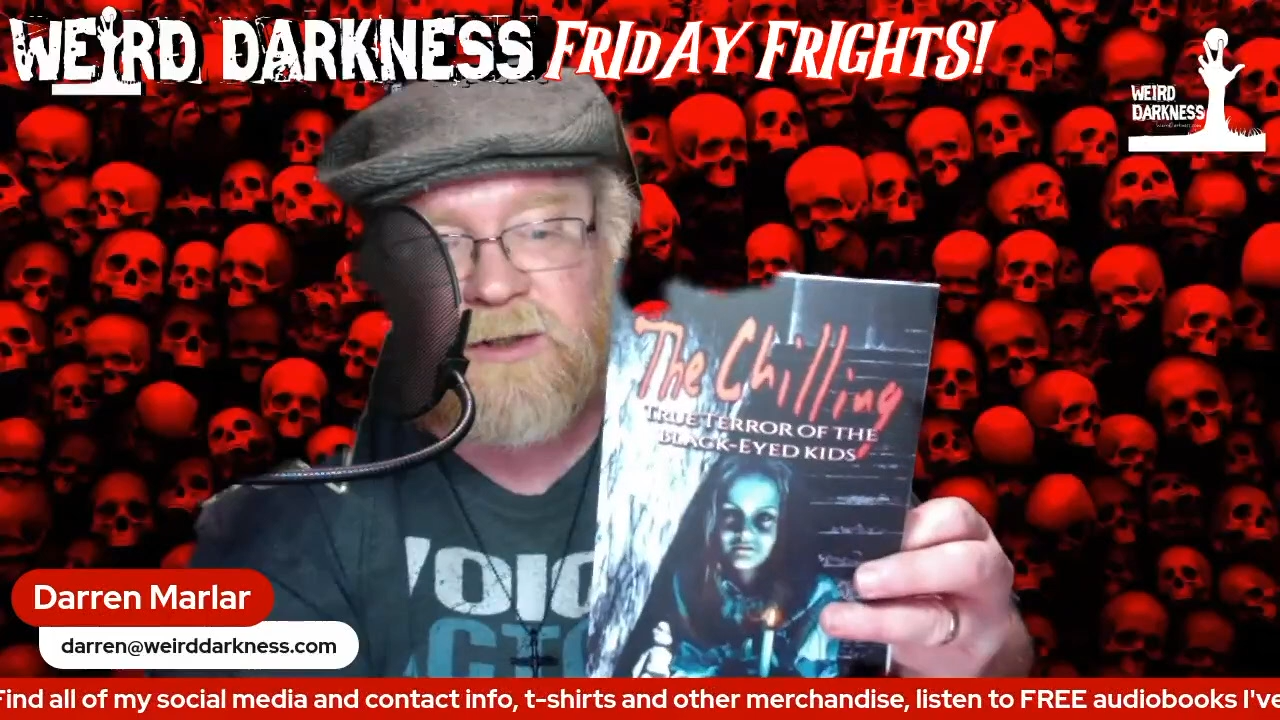 WEIRD DARKNESS FRIDAY FRIGHTS!
WEIRD
DARKNESS
The Chilling
TRUE TERROR OF THE
BLACK-EYED KIDS
VOIC
Darren Marlar
darren@weirddarkness.com
Find all of my social media and contact info, t-shirts and other merchandise, listen to FREE audiobooks I've